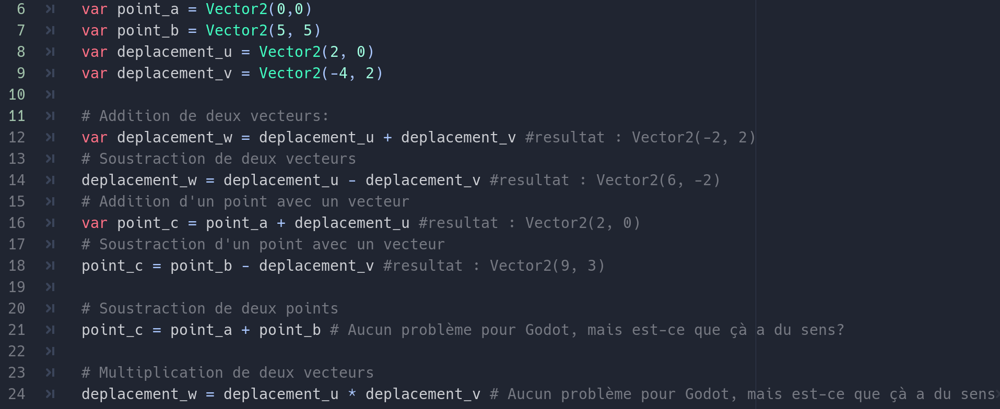 6 var point_a = Vector2(0,0)
7 var point_b = Vector2(5, 5)
8 var deplacement_u = Vector2(2, 0)
9 var deplacement_v = Vector2(-4, 2)
10
11 # Addition de deux vecteurs:
12 var deplacement_w = deplacement_u + deplacement_v #resultat : Vector2(-2, 2)
13 # Soustraction de deux vecteurs
14 deplacement_w = deplacement_u - deplacement_v #resultat : Vector2(6, -2)
15 # Addition d'un point avec un vecteur
16 var point_c = point_a + deplacement_u #resultat : Vector2(2, 0)
17 # Soustraction d'un point avec un vecteur
18 point_c = point_b - deplacement_v #resultat : Vector2(9, 3)
19
20 # Soustraction de deux points
21 point_c = point_a + point_b # Aucun problème pour Godot, mais est-ce que çà a du sens?
22
23 # Multiplication de deux vecteurs
24 deplacement_w = deplacement_u * deplacement_v # Aucun problème pour Godot, mais est-ce que çà a du sens